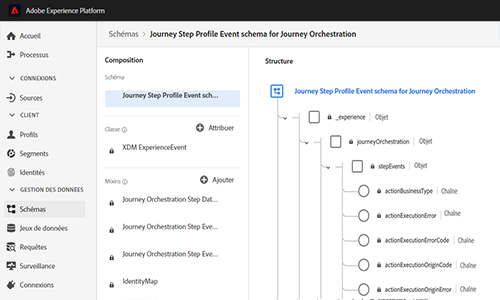 Adobe Experience Platform
Accueil
Processus
CONNEXIONS
Sources
CLIENT
Profils
Segments
Identités
GESTION DES DONNÉES
Schémas
Jeux de données
Requêtes
Surveillance
Connexions
Schémas > Journey Step Profile Event schema for Journey Orchestration
Composition
Schéma
Journey Step Profile Event sch...
Classe
Attribuer
XDM ExperienceEvent
Mixins
Ajouter
Journey Orchestration Step Dat...
Journey Orchestration Step Eve...
Journey Orchestration Step Eve...
IdentityMap
Structure
Journey Step Profile Event schema for Journey Orchestration
_experience | Objet
journeyOrchestration | Objet
stepEvents | Objet
actionBusinessType | Chaîne
actionExecutionError | Chaîne
actionExecutionErrorCode | Chaîne
actionExecutionOriginCode | Chaîne
actionExecutionOriginError | Chaîne